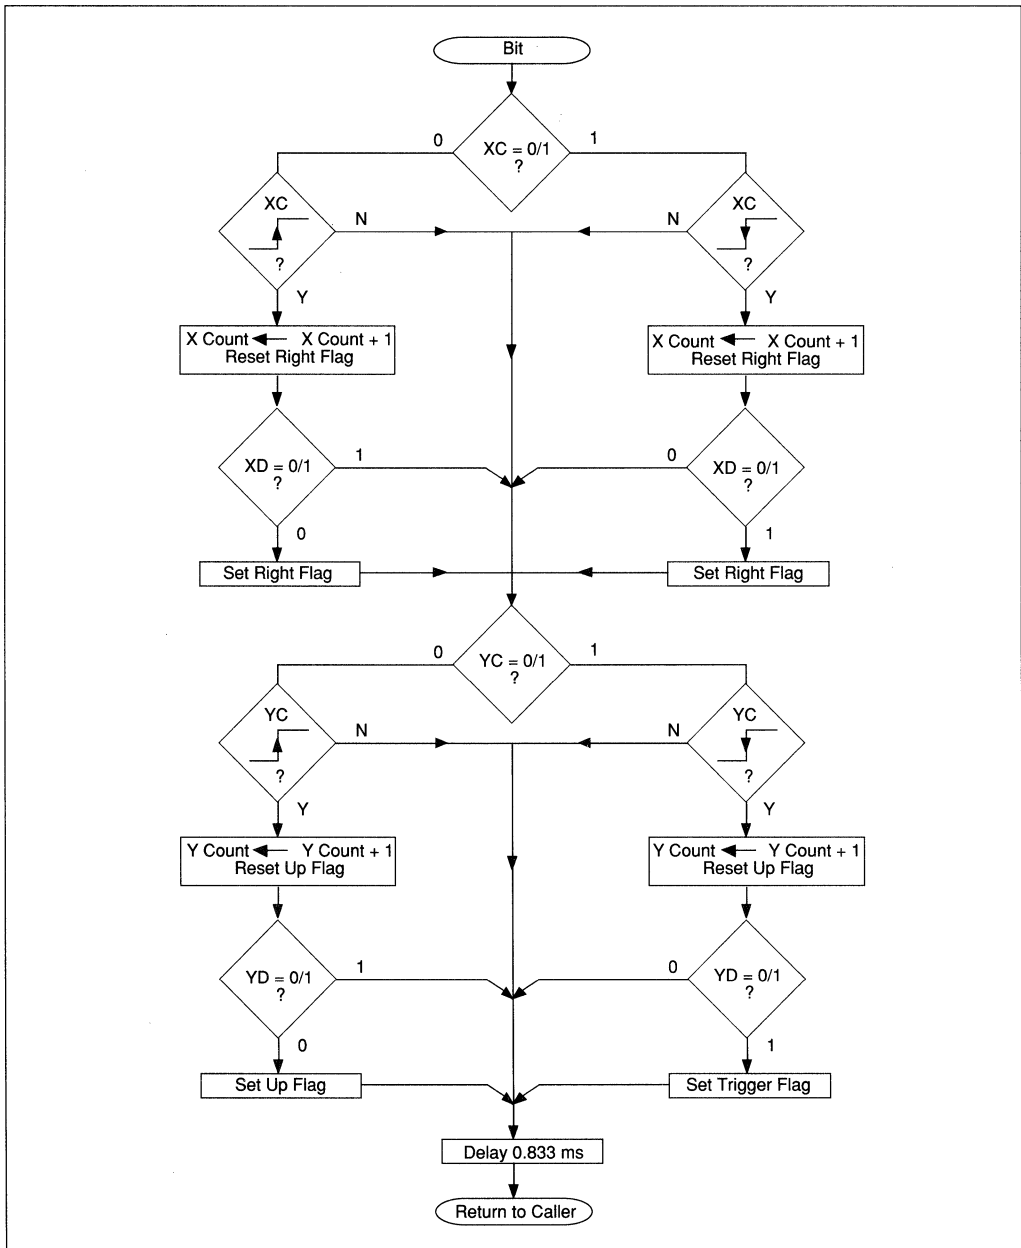 Bit
0
XC = 0/1
?
1
XC
?
N
N
XC
?
Y
Y
X Count X Count + 1
Reset Right Flag
X Count X Count + 1
Reset Right Flag
XD = 0/1
?
1
0
XD = 0/1
?
0
1
Set Right Flag
Set Right Flag
0
YC = 0/1
?
1
YC
?
N
N
YC
?
Y
Y
Y Count Y Count + 1
Reset Up Flag
Y Count Y Count + 1
Reset Up Flag
YD = 0/1
?
1
0
YD = 0/1
?
0
1
Set Up Flag
Set Trigger Flag
Delay 0.833 ms
Return to Caller